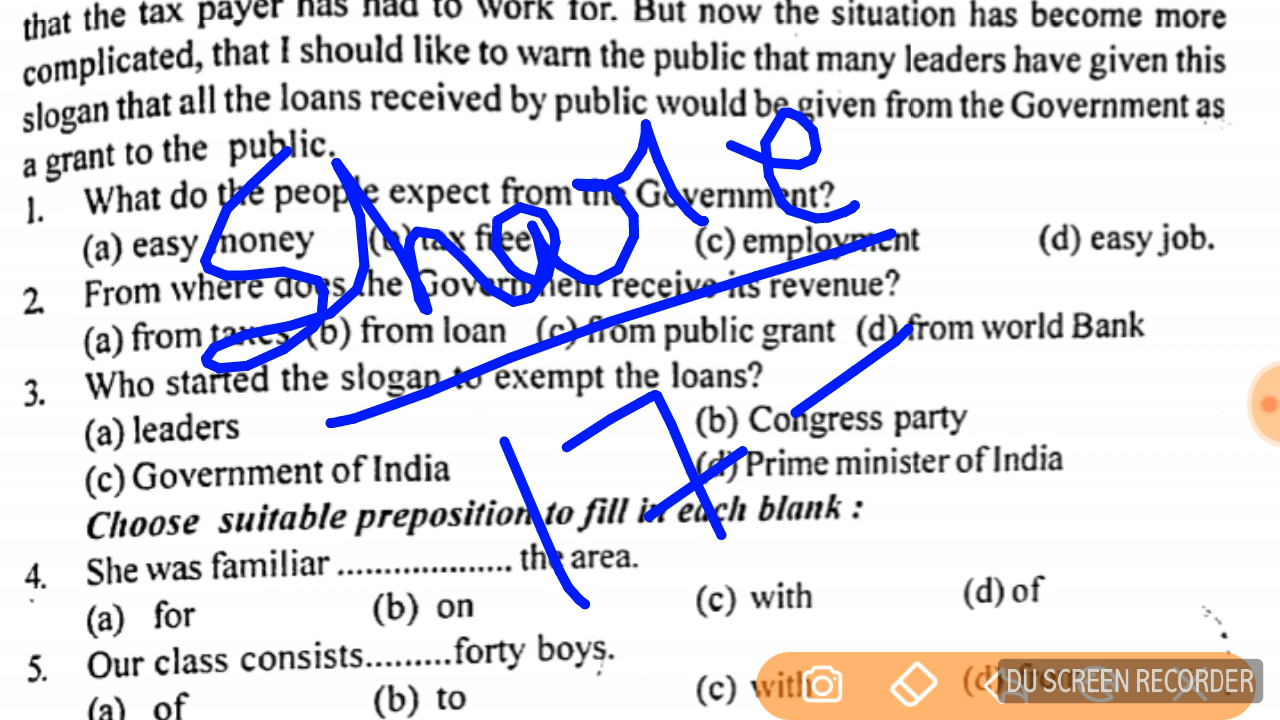 that the tax payer has had to work for. But now the situation has become more
complicated, that I should like to warn the public that many leaders have given this
slogan that all the loans received by public would be given from the Government as
a grant to the public.
1. What do the people expect from the Government?
(a) easy money (b) tax free (c) employment (d) easy job.
2. From where does the Government receive its revenue?
(a) from taxes (b) from loan (c) from public grant (d) from world Bank
3. Who started the slogan to exempt the loans?
(a) leaders (b) Congress party
(c) Government of India (d) Prime minister of India
Choose suitable preposition to fill in each blank :
4. She was familiar ................... the area.
(a) for (b) on (c) with (d) of
5. Our class consists.........forty boys.
(a) of (b) to (c) with (d)
DU SCREEN RECORDER
17